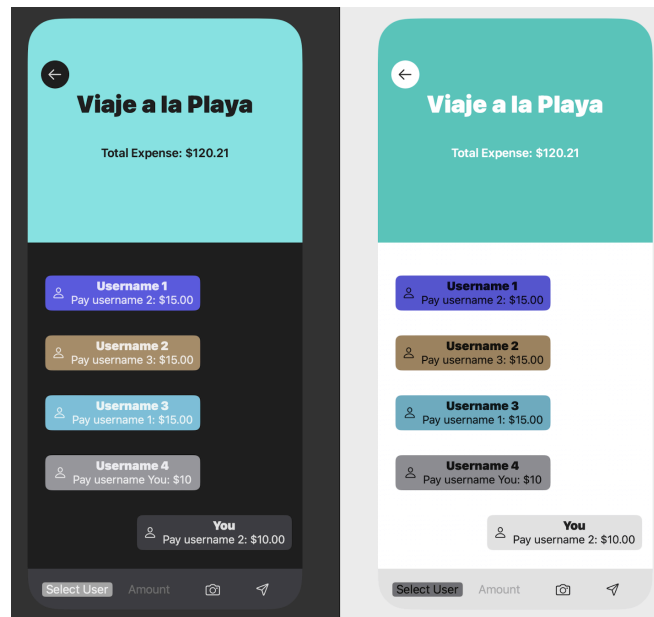 Viaje a la Playa
Total Expense: $120.21
Username 1
Pay username 2: $15.00
Username 2
Pay username 3: $15.00
Username 3
Pay username 1: $15.00
Username 4
Pay username You: $10
You
Pay username 2: $10.00
Select User
Amount
Viaje a la Playa
Total Expense: $120.21
Username 1
Pay username 2: $15.00
Username 2
Pay username 3: $15.00
Username 3
Pay username 1: $15.00
Username 4
Pay username You: $10
You
Pay username 2: $10.00
Select User
Amount